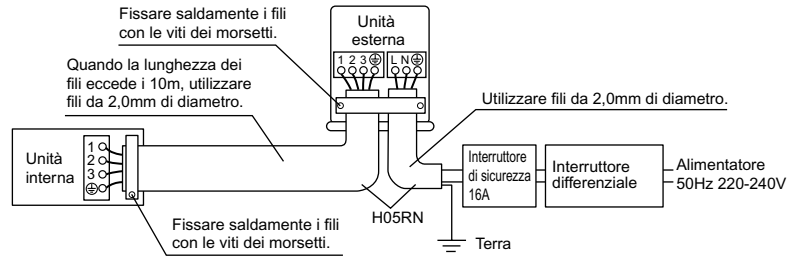 Fissare saldamente i fili
con le viti dei morsetti.
Unità
esterna
1 2 3
L N
Quando la lunghezza dei
fili eccede i 10m, utilizzare
fili da 2,0mm di diametro.
Utilizzare fili da 2,0mm di diametro.
Unità
interna
1
2
3
Interruttore
di sicurezza
16A
Interruttore
differenziale
Alimentatore
50Hz 220-240V
Fissare saldamente i fili
con le viti dei morsetti.
H05RN
Terra